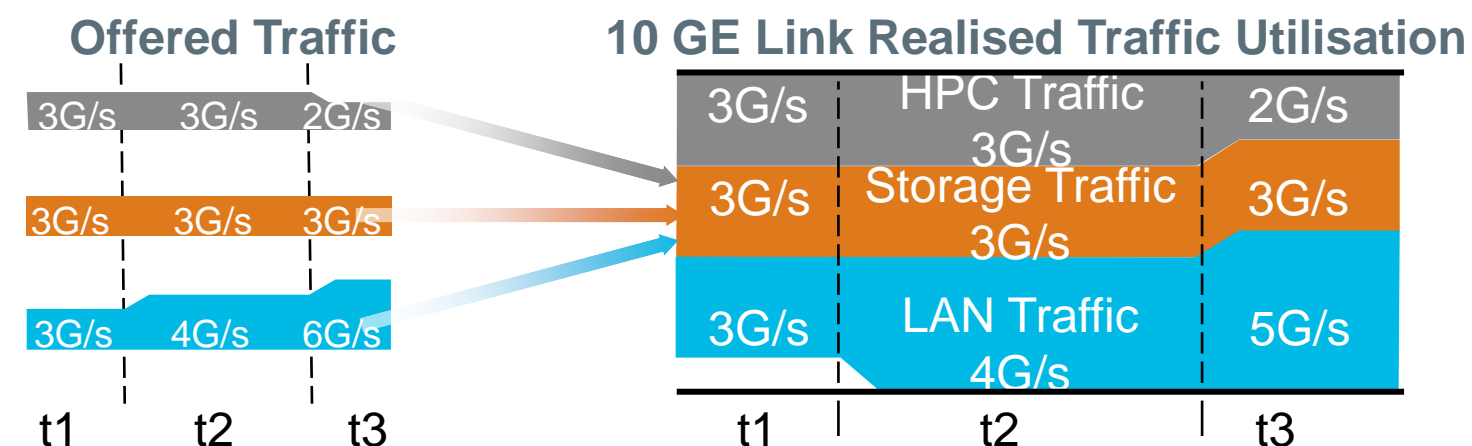 Offered Traffic
3G/s 3G/s 2G/s
3G/s 3G/s 3G/s
3G/s 4G/s 6G/s
t1 t2 t3
10 GE Link Realised Traffic Utilisation
3G/s HPC Traffic 2G/s
3G/s
3G/s Storage Traffic 3G/s
3G/s
3G/s LAN Traffic 5G/s
4G/s
t1 t2 t3